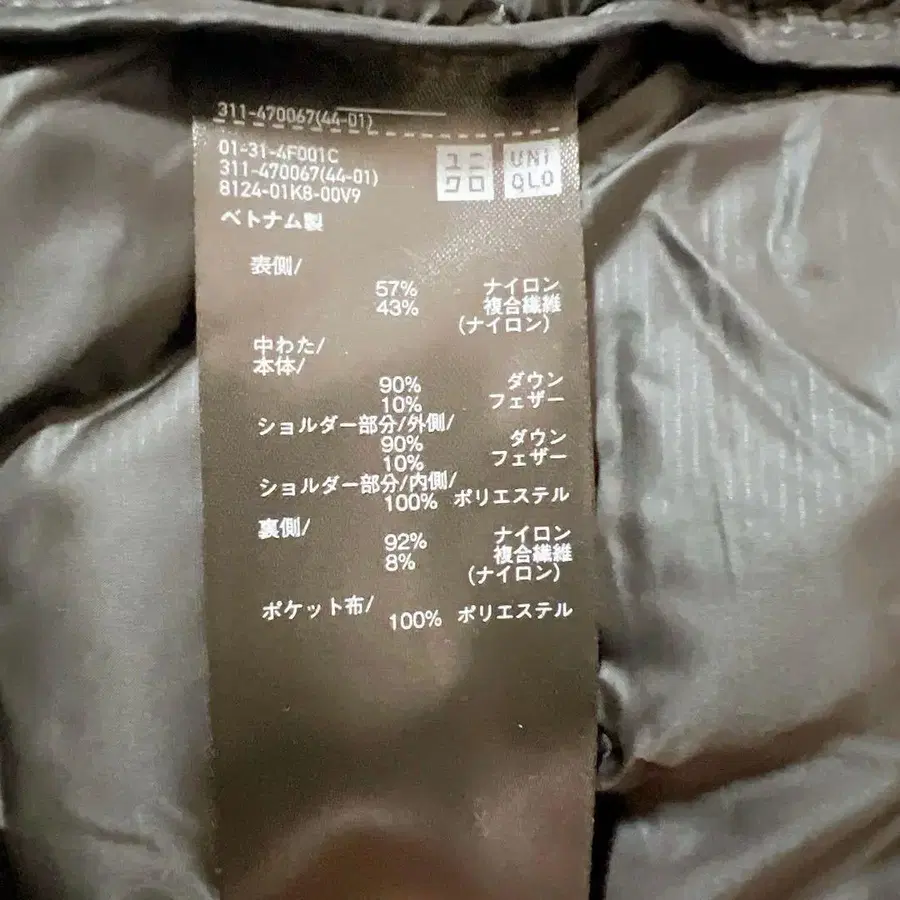 311-470067(44-01)
01-31-4F001C
311-470067(44-01)
8124-01K8-00V9
ユニ
クロ
UNI
QLO
ベトナム製
表側/
57% ナイロン
43% 複合繊維
(ナイロン)
中わた/
本体/
90% ダウン
10% フェザー
ショルダー部分/外側/
90% ダウン
10% フェザー
ショルダー部分/内側/
100% ポリエステル
裏側/
92% ナイロン
8% 複合繊維
(ナイロン)
ポケット布/
100% ポリエステル